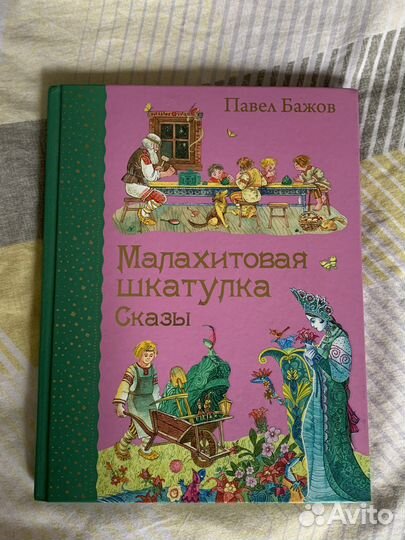 Павел Бажов
Малахитовая
шкатулка
Сказы
Avito